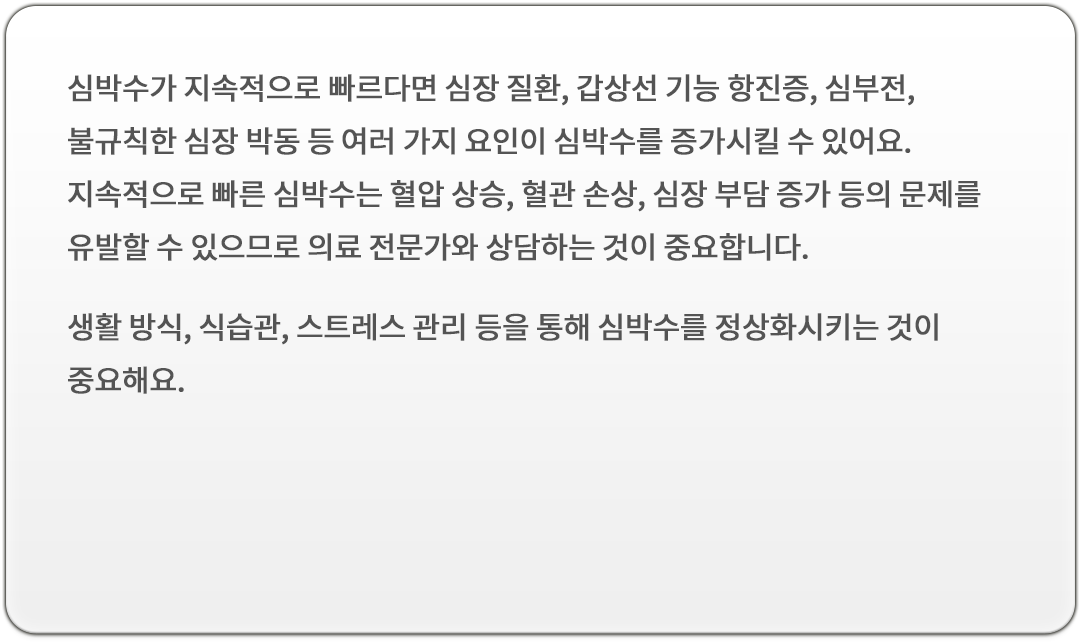 심박수가 지속적으로 빠르다면 심장 질환, 갑상선 기능 항진증, 심부전,
불규칙한 심장 박동 등 여러 가지 요인이 심박수를 증가시킬 수 있어요.
지속적으로 빠른 심박수는 혈압 상승, 혈관 손상, 심장 부담 증가 등의 문제를
유발할 수 있으므로 의료 전문가와 상담하는 것이 중요합니다.
생활 방식, 식습관, 스트레스 관리 등을 통해 심박수를 정상화시키는 것이
중요해요.